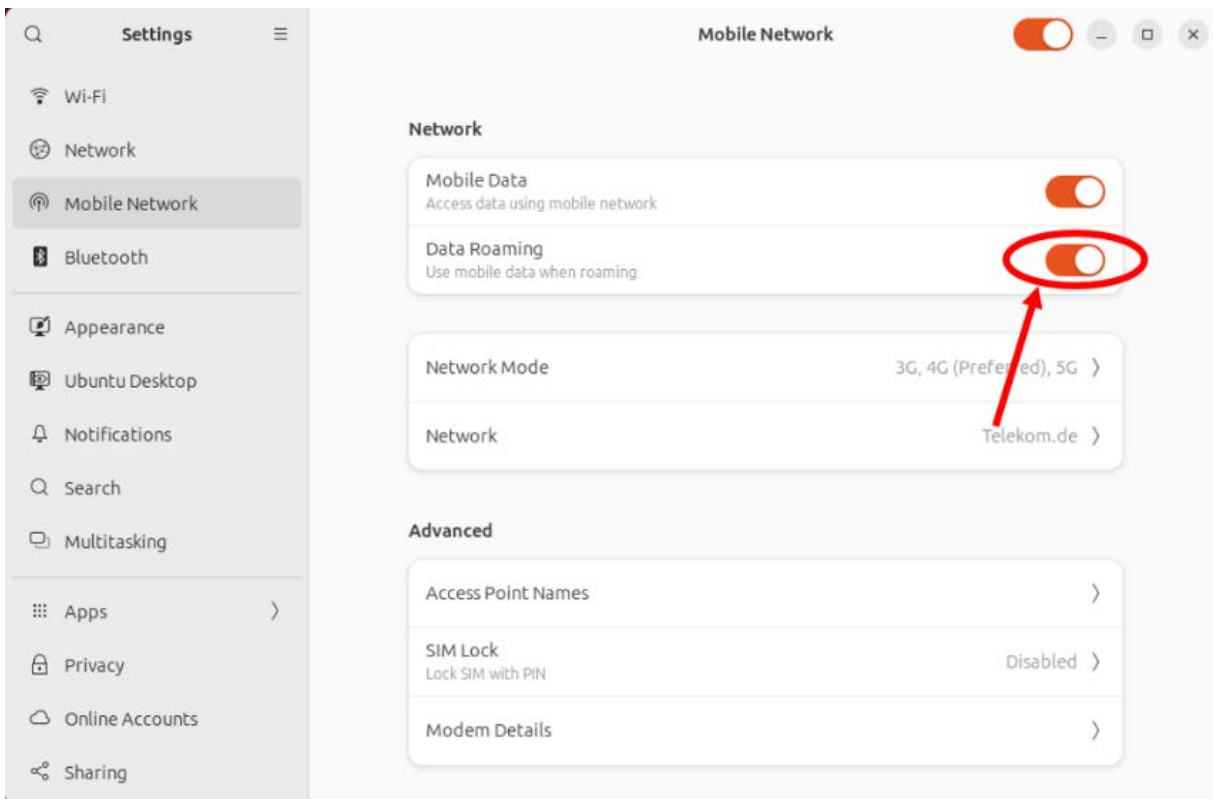 Settings
Mobile Network
Wi-Fi
Network
Mobile Network
Bluetooth
Appearance
Ubuntu Desktop
Notifications
Search
Multitasking
Apps
Privacy
Online Accounts
Sharing
Network
Mobile Data
Access data using mobile network
Data Roaming
Use mobile data when roaming
Network Mode
3G, 4G (Preferred), 5G
Network
Telekom.de
Advanced
Access Point Names
SIM Lock
Lock SIM with PIN
Disabled
Modem Details